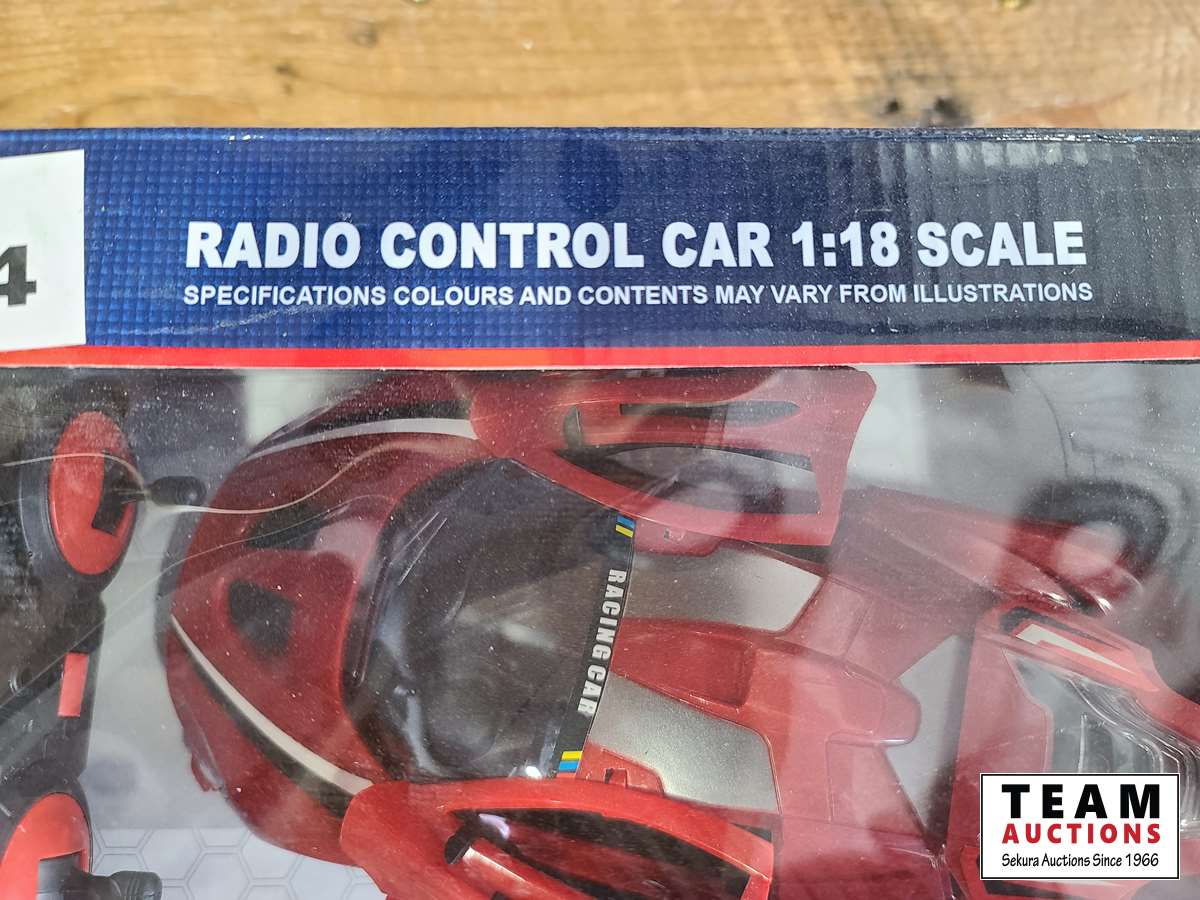 4
RADIO CONTROL CAR 1:18 SCALE
SPECIFICATIONS COLOURS AND CONTENTS MAY VARY FROM ILLUSTRATIONS
RACING CAR
TEAM
AUCTIONS
Sekura Auctions Since 1966